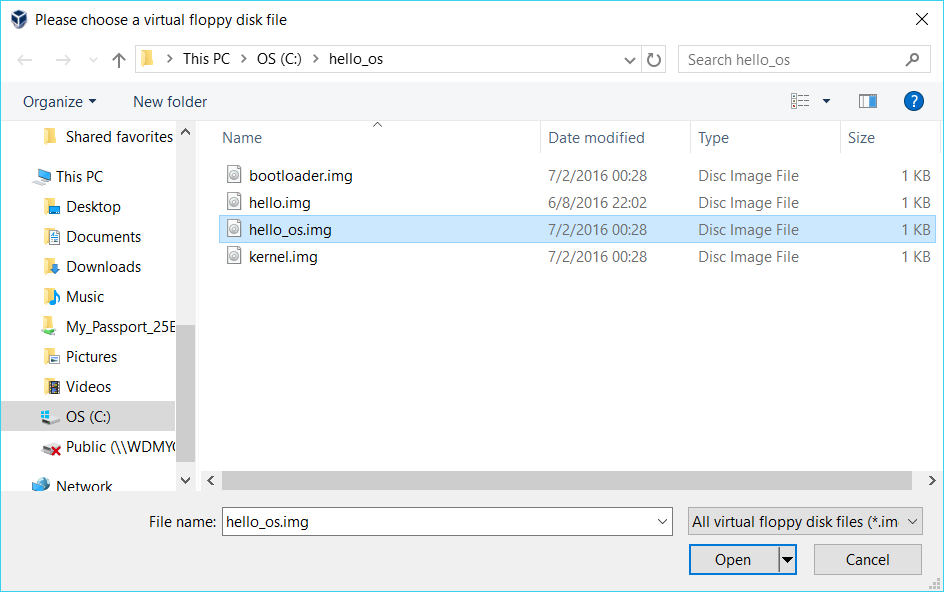 Please choose a virtual floppy disk file
This PC > OS (C:) > hello_os
Search hello_os
Organize New folder ?
Name Date modified Type Size
Shared favorites
This PC
Desktop
Documents
Downloads
Music
My_Passport_25E
Pictures
Videos
OS (C:)
Public (\\WDMYC
Network
bootloader.img 7/2/2016 00:28 Disc Image File 1 KB
hello.img 6/8/2016 22:02 Disc Image File 1 KB
hello_os.img 7/2/2016 00:28 Disc Image File 1 KB
kernel.img 7/2/2016 00:28 Disc Image File 1 KB
File name: hello_os.img All virtual floppy disk files (*.im
Open Cancel